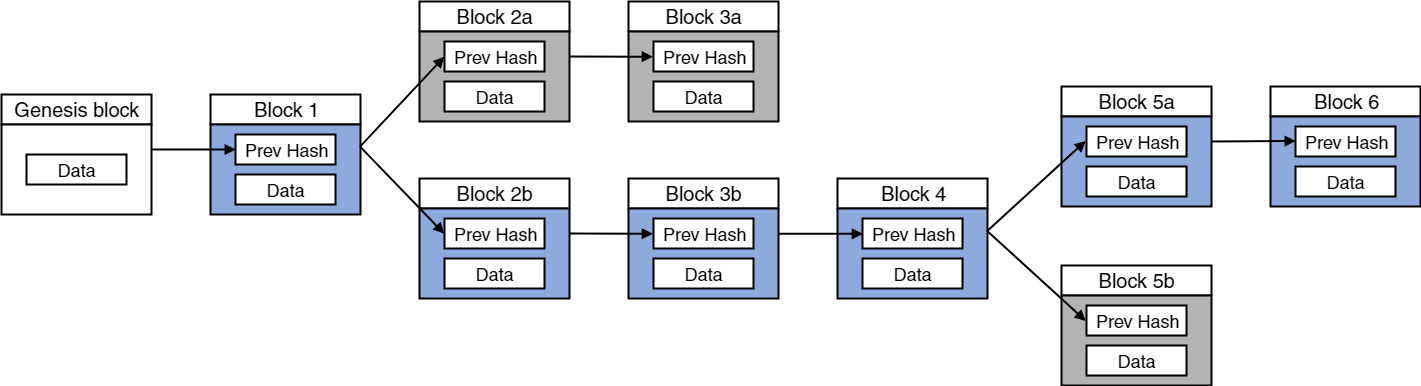 Genesis block
Data
Block 1
Prev Hash
Data
Block 2a
Prev Hash
Data
Block 3a
Prev Hash
Data
Block 2b
Prev Hash
Data
Block 3b
Prev Hash
Data
Block 4
Prev Hash
Data
Block 5a
Prev Hash
Data
Block 6
Prev Hash
Data
Block 5b
Prev Hash
Data